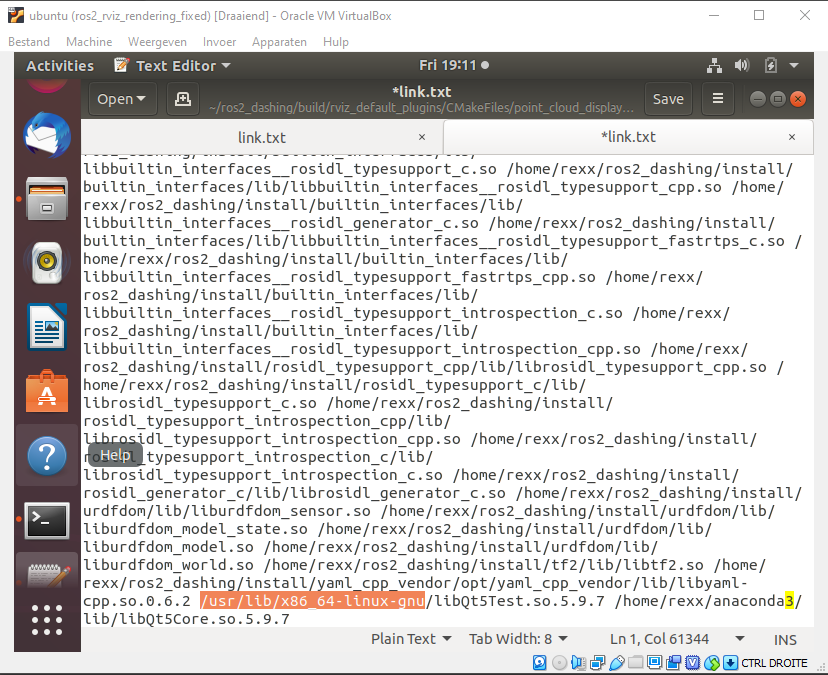 ubuntu (ros2_rviz_rendering_fixed) [Draaiend] - Oracle VM VirtualBox
Bestand Machine Weergeven Invoer Apparaten Hulp
Activities Text Editor Fri 19:11
Open *link.txt Save
~/ros2_dashing/build/rviz_default_plugins/CMakeFiles/point_cloud_display…
link.txt × *link.txt ×
libbuiltin_interfaces__rosidl_typesupport_c.so /home/rexx/ros2_dashing/install/
builtin_interfaces/lib/libbuiltin_interfaces__rosidl_typesupport_cpp.so /home/
rexx/ros2_dashing/install/builtin_interfaces/lib/
libbuiltin_interfaces__rosidl_generator_c.so /home/rexx/ros2_dashing/install/
builtin_interfaces/lib/libbuiltin_interfaces__rosidl_typesupport_fastrtps_c.so /
home/rexx/ros2_dashing/install/builtin_interfaces/lib/
libbuiltin_interfaces__rosidl_typesupport_fastrtps_cpp.so /home/rexx/
ros2_dashing/install/builtin_interfaces/lib/
libbuiltin_interfaces__rosidl_typesupport_introspection_c.so /home/rexx/
ros2_dashing/install/builtin_interfaces/lib/
libbuiltin_interfaces__rosidl_typesupport_introspection_cpp.so /home/rexx/
ros2_dashing/install/rosidl_typesupport_cpp/lib/librosidl_typesupport_cpp.so /
home/rexx/ros2_dashing/install/rosidl_typesupport_c/lib/
librosidl_typesupport_c.so /home/rexx/ros2_dashing/install/
rosidl_typesupport_introspection_cpp/lib/
librosidl_typesupport_introspection_cpp.so /home/rexx/ros2_dashing/install/
Help
l_typesupport_introspection_c/lib/
librosidl_typesupport_introspection_c.so /home/rexx/ros2_dashing/install/
rosidl_generator_c/lib/librosidl_generator_c.so /home/rexx/ros2_dashing/install/
urdfdom/lib/liburdfdom_sensor.so /home/rexx/ros2_dashing/install/urdfdom/lib/
liburdfdom_model_state.so /home/rexx/ros2_dashing/install/urdfdom/lib/
liburdfdom_model.so /home/rexx/ros2_dashing/install/urdfdom/lib/
liburdfdom_world.so /home/rexx/ros2_dashing/install/tf2/lib/libtf2.so /home/
rexx/ros2_dashing/install/yaml_cpp_vendor/opt/yaml_cpp_vendor/lib/libyaml-
cpp.so.0.6.2 /usr/lib/x86_64-linux-gnu/libQt5Test.so.5.9.7 /home/rexx/anaconda3/
lib/libQt5Core.so.5.9.7
Plain Text Tab Width: 8 Ln 1, Col 61344 INS
CTRL DROITE